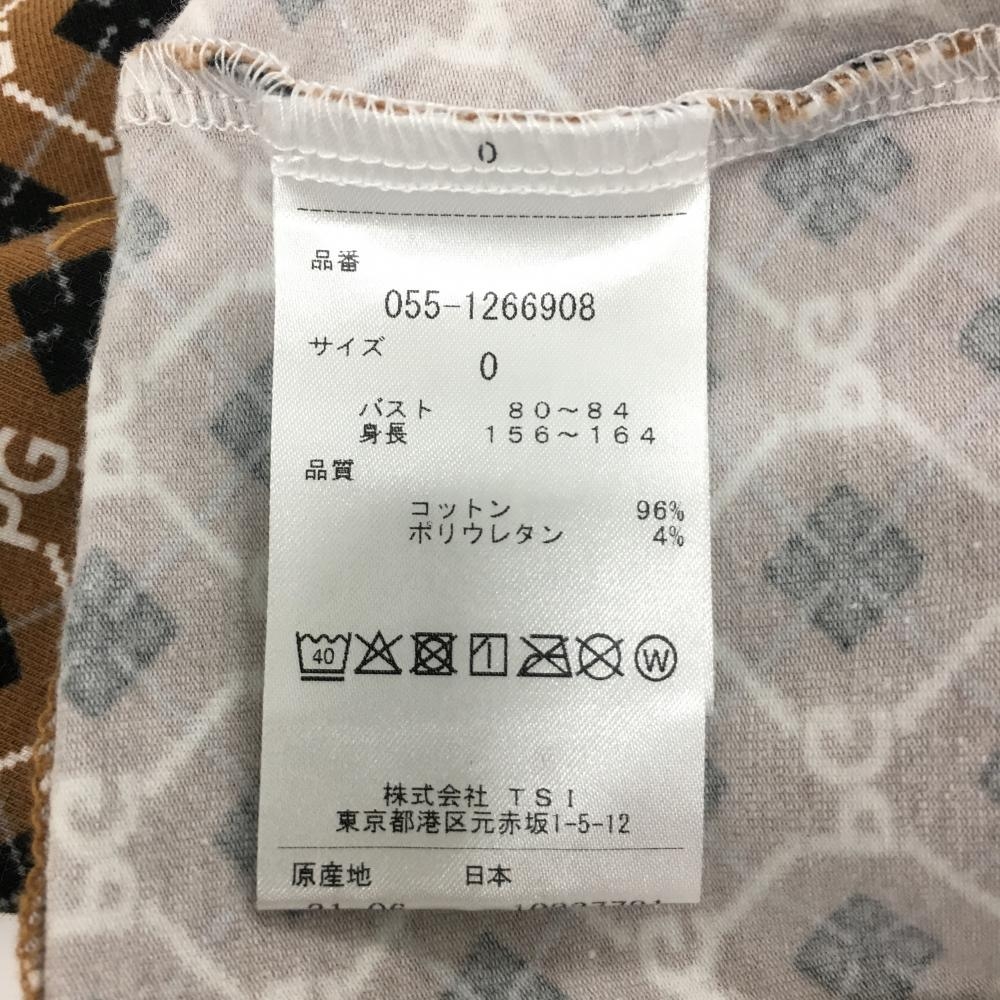 0
品番
055-1266908
サイズ
0
バスト 80～84
身長 156～164
品質
コットン 96%
ポリウレタン 4%
40
W
株式会社 TSI
東京都港区元赤坂1-5-12
原産地 日本
PG